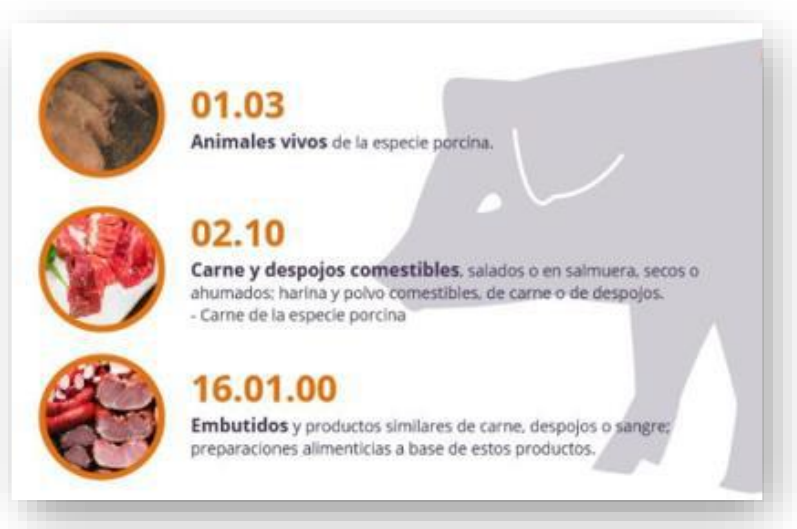 01.03
Animales vivos de la especie porcina.
02.10
Carne y despojos comestibles, salados o en salmuera, secos o
ahumados; harina y polvo comestibles, de carne o de despojos.
- Carne de la especie porcina
16.01.00
Embutidos y productos similares de carne, despojos o sangre;
preparaciones alimenticias a base de estos productos.